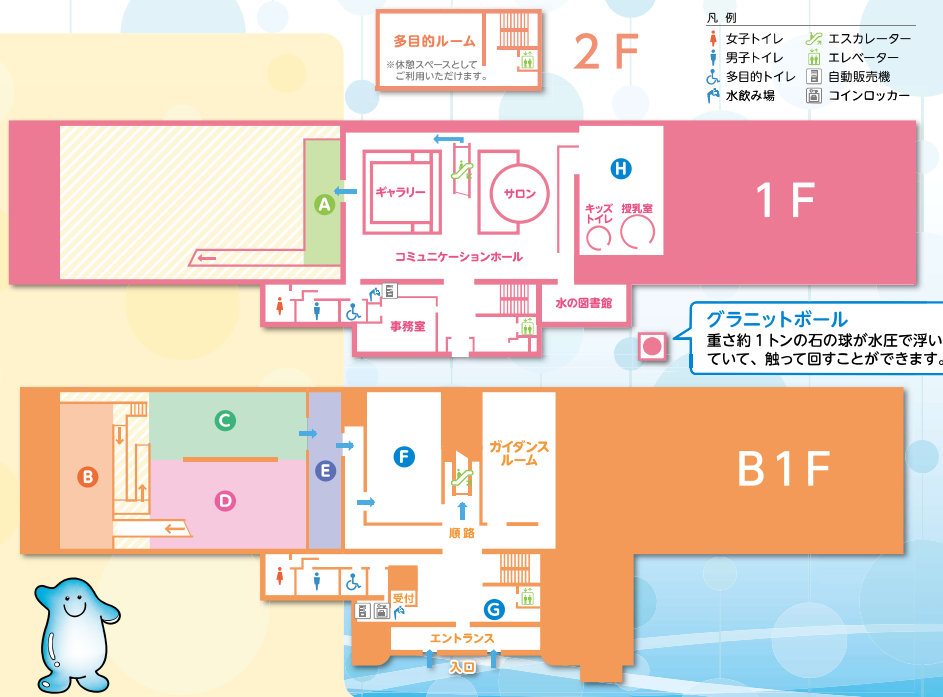 多目的ルーム
※休憩スペースとして
ご利用いただけます。
2F
凡 例
女子トイレ
男子トイレ
多目的トイレ
水飲み場
エスカレーター
エレベーター
自動販売機
コインロッカー
A
ギャラリー
サロン
H
キッズ
トイレ
授乳室
1F
コミュニケーションホール
事務室
水の図書館
グラニットボール
重さ約1トンの石の球が水圧で浮い
ていて、触って回すことができます。
B
C
D
E
F
ガイダンス
ルーム
B1F
順路
受付
G
エントランス
入口